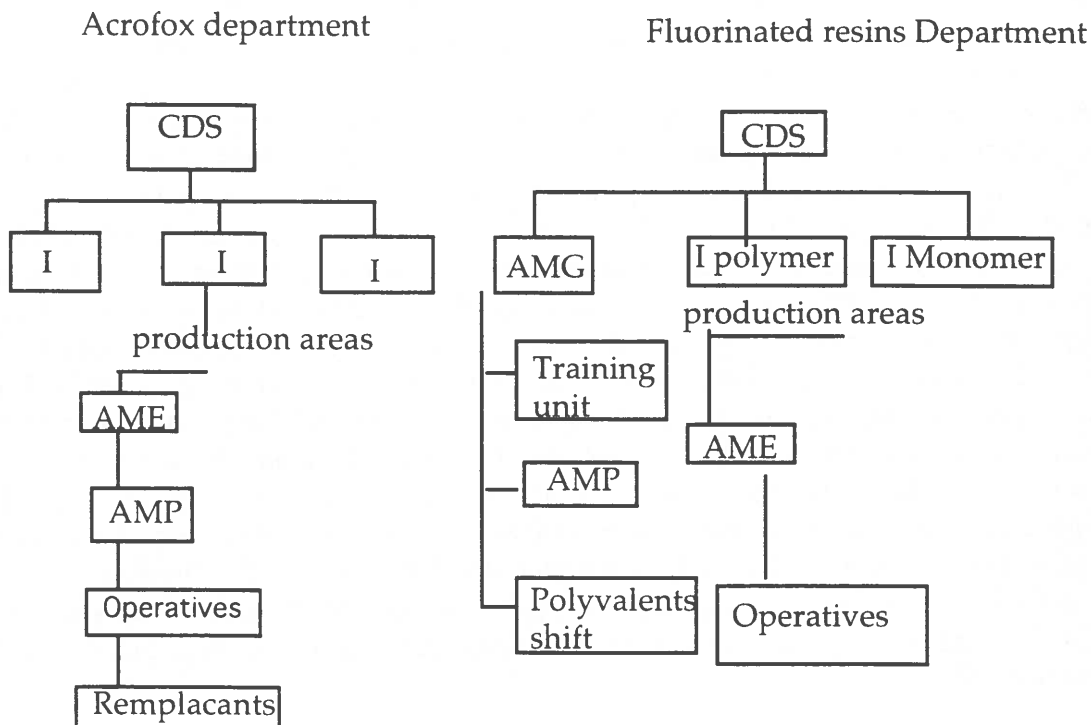 Acrofox department
Fluorinated resins Department
CDS
I
I
I
production areas
AME
AMP
Operatives
Remplacants
CDS
AMG
I polymer
I Monomer
production areas
Training
unit
AMP
Polyvalents
shift
AME
Operatives